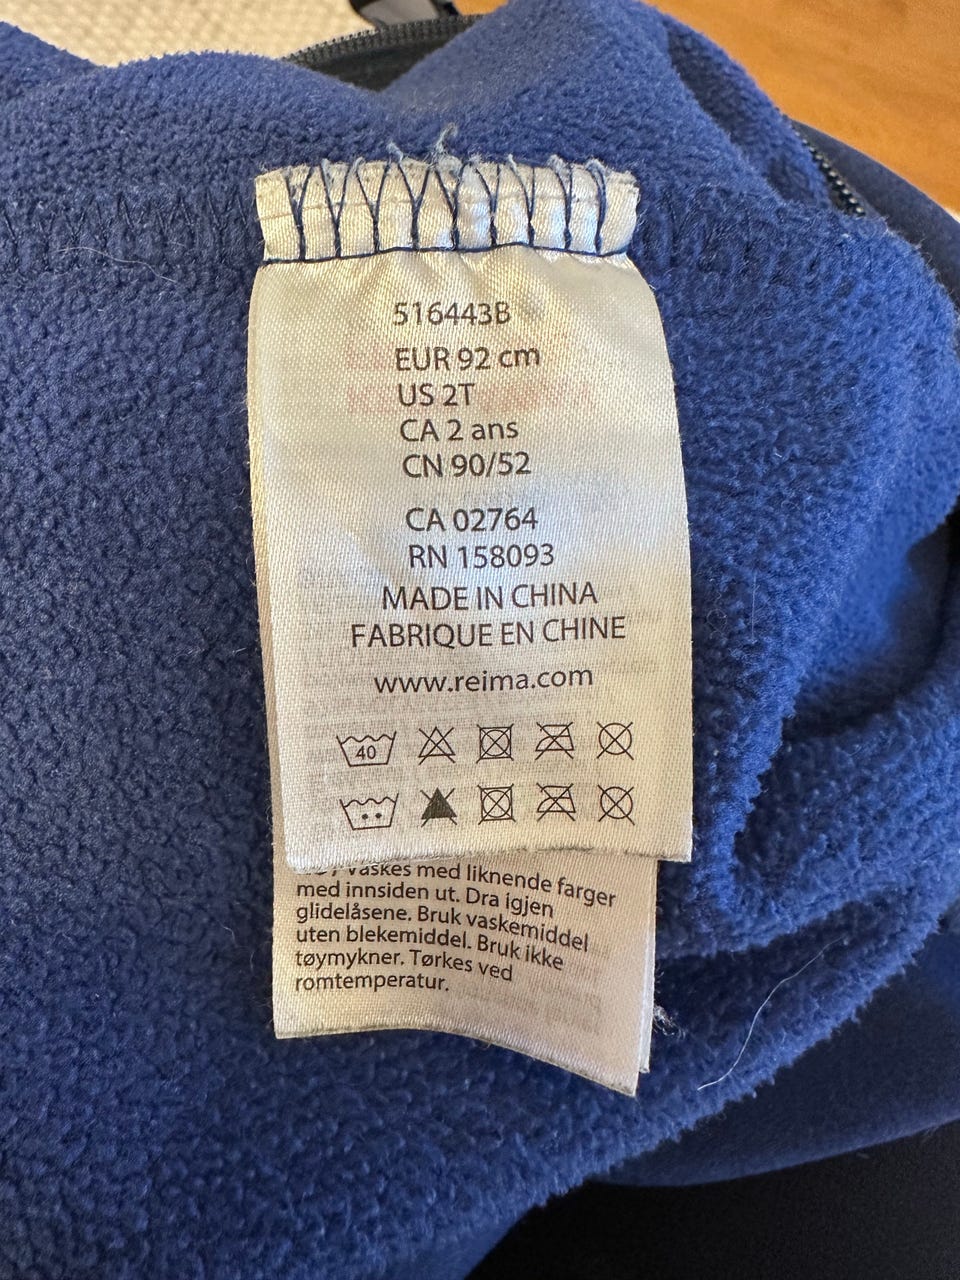 516443B
EUR 92 cm
US 2T
CA 2 ans
CN 90/52
CA 02764
RN 158093
MADE IN CHINA
FABRIQUE EN CHINE
www.reima.com
40
Vaskes med liknende farger
med innsiden ut. Dra igjen
glidelåsene. Bruk vaskemiddel
uten blekemiddel. Bruk ikke
tøymykner. Tørkes ved
romtemperatur.